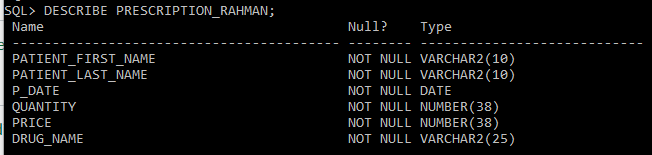 SQL> DESCRIBE PRESCRIPTION_RAHMAN;
Name Null? Type
----------------------------------------- -------- ----------------------------
PATIENT_FIRST_NAME NOT NULL VARCHAR2(10)
PATIENT_LAST_NAME NOT NULL VARCHAR2(10)
P_DATE NOT NULL DATE
QUANTITY NOT NULL NUMBER(38)
PRICE NOT NULL NUMBER(38)
DRUG_NAME NOT NULL VARCHAR2(25)